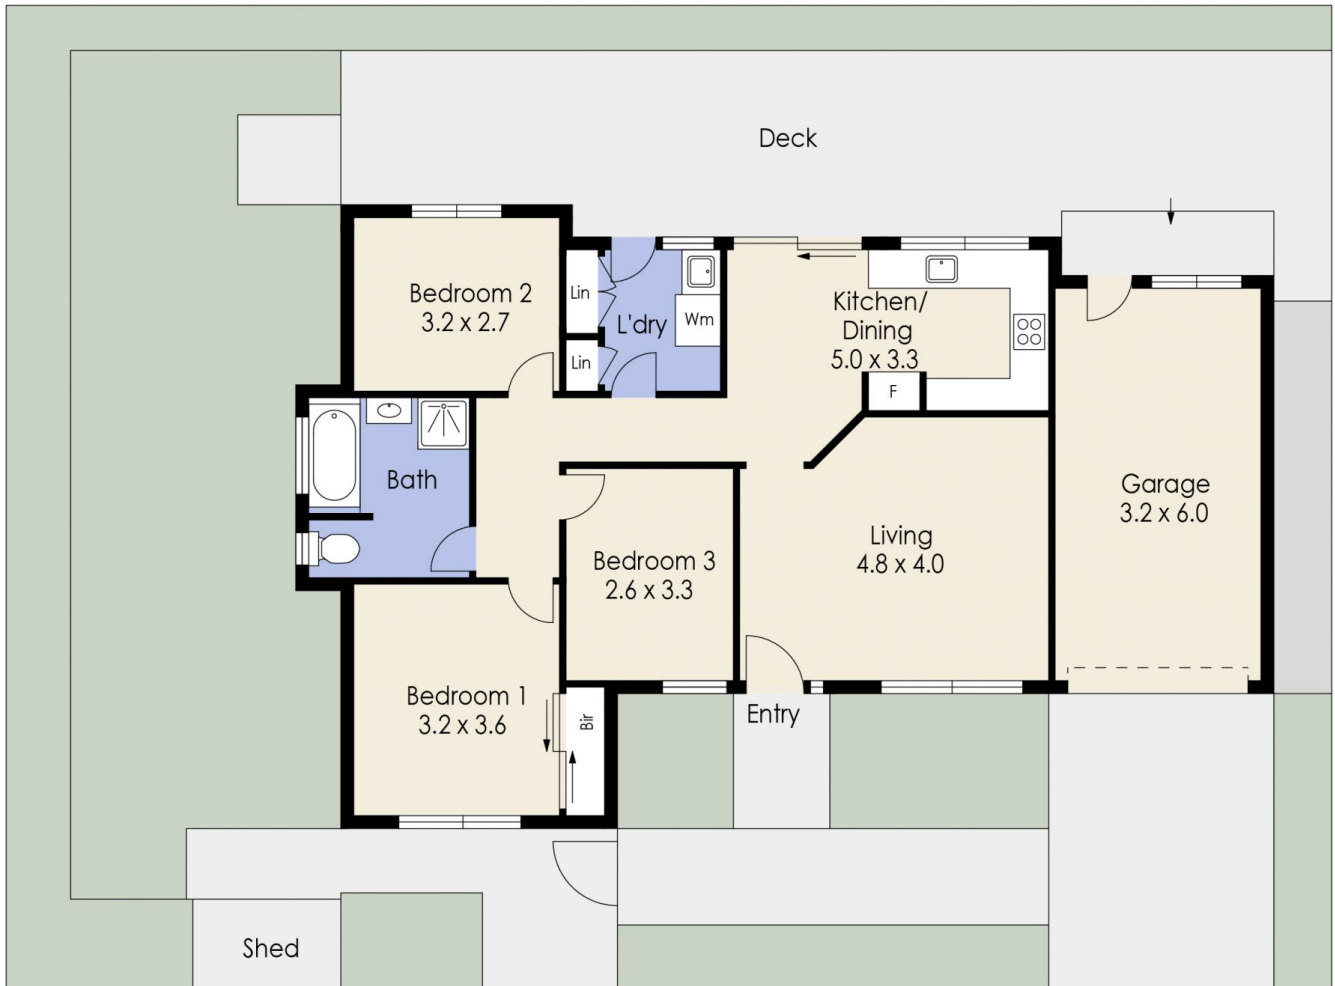 Deck
Bedroom 2
3.2 x 2.7
Lin
Lin
L'dry
Wm
Kitchen/
Dining
5.0 x 3.3
F
Bath
Garage
3.2 x 6.0
Living
4.8 x 4.0
Bedroom 3
2.6 x 3.3
Bedroom 1
3.2 x 3.6
Bir
Entry
Shed